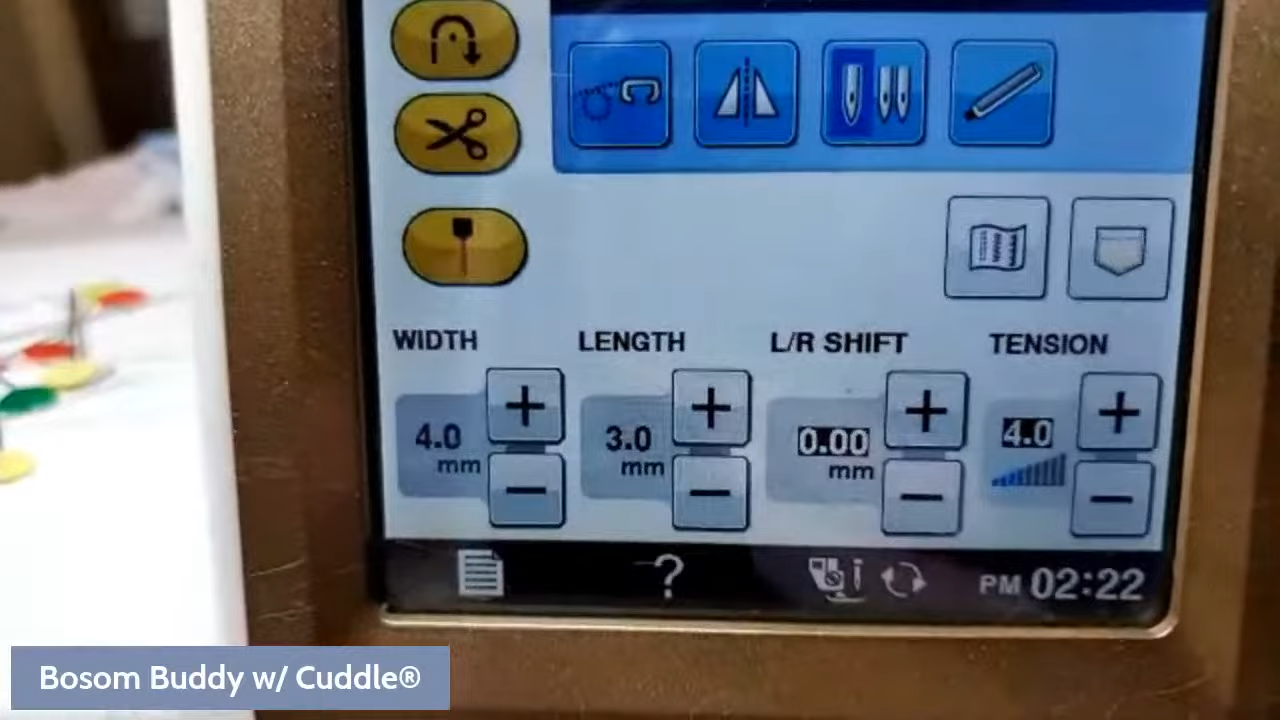 WIDTH LENGTH L/R SHIFT TENSION
4.0 mm 3.0 mm 0.00 mm 4.0
? PM 02:22
Bosom Buddy w/ Cuddle®